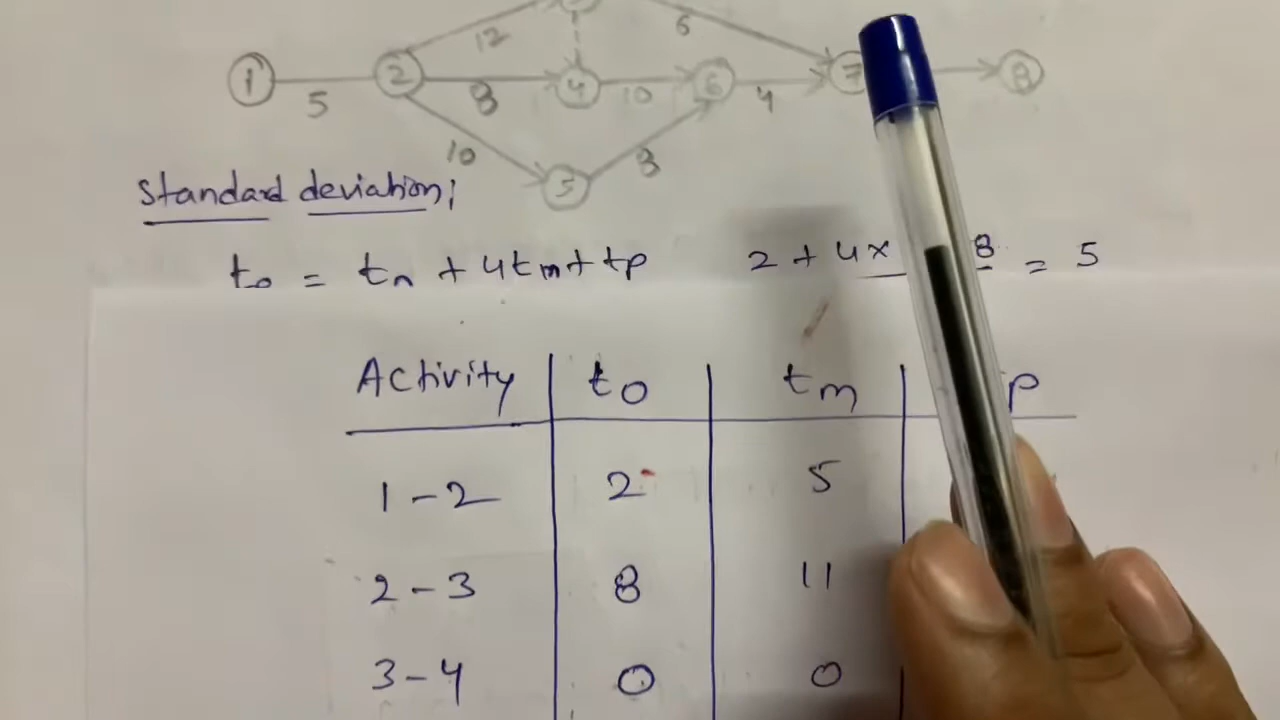 12 6
1 2 4 6 7 8
5 8 10 4
10 3
5
Standard deviation;
to = to + 4tm + tp 2 + 4x 8 = 5
Activity to tm p
1-2 2 5
2-3 8 11
3-4 0 0